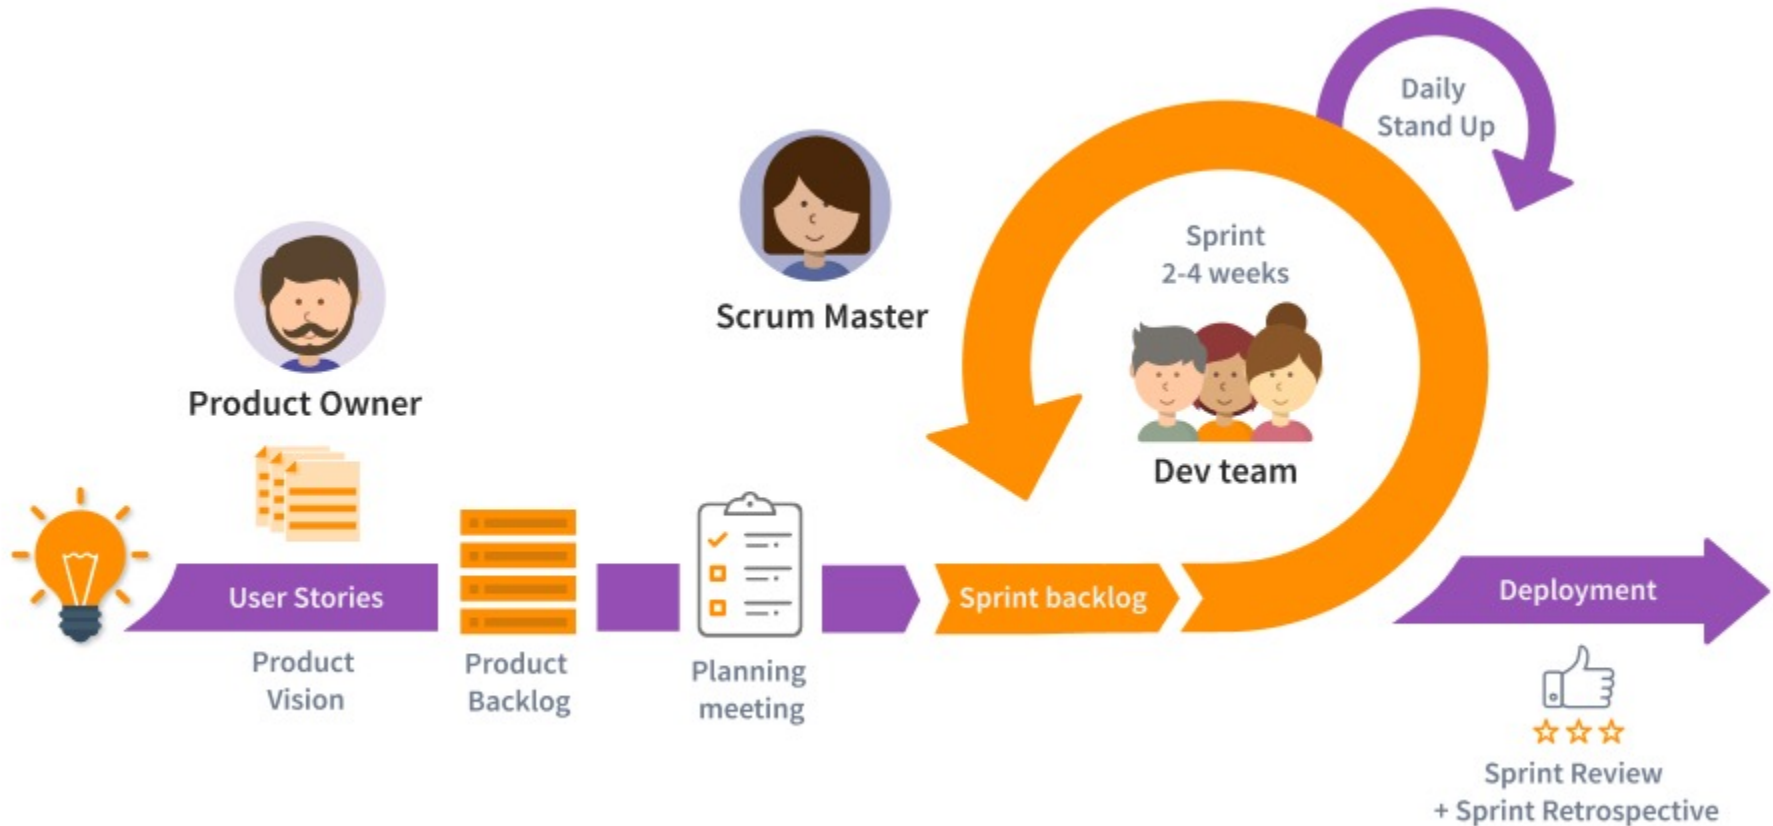 Daily
Stand Up
Sprint
2-4 weeks
Scrum Master
Product Owner
Dev team
User Stories
Sprint backlog
Deployment
Product
Vision
Product
Backlog
Planning
meeting
Sprint Review
+ Sprint Retrospective